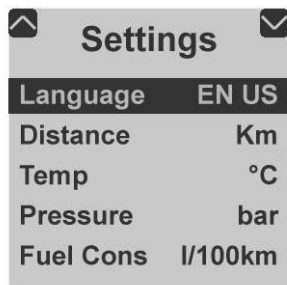 Settings
Language EN US
Distance Km
Temp °C
Pressure bar
Fuel Cons l/100km